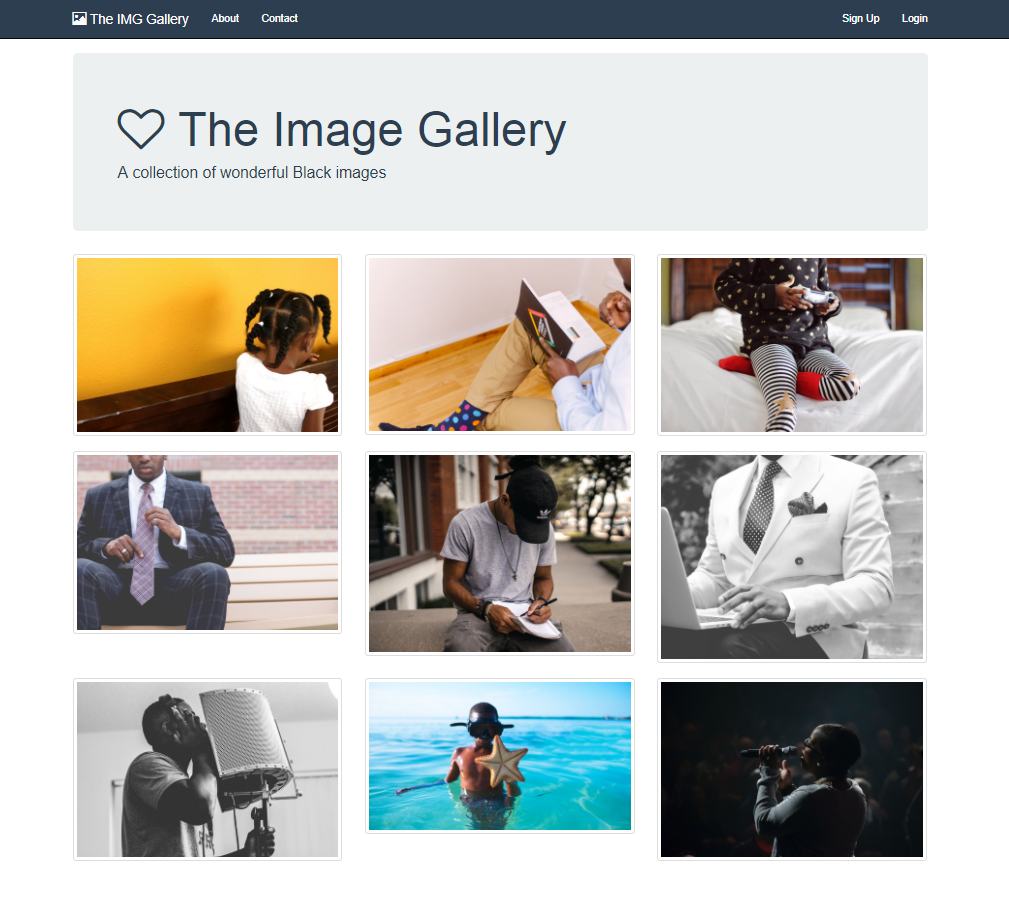 The IMG Gallery About Contact Sign Up Login
The Image Gallery
A collection of wonderful Black images